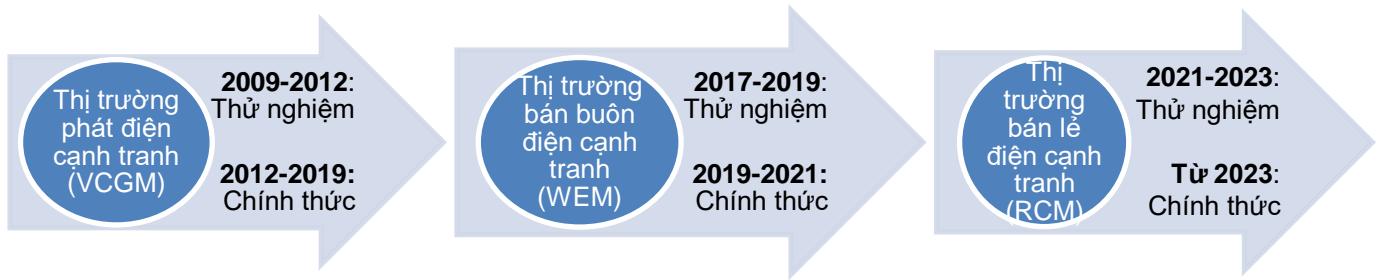 Thị trường
phát điện
cạnh tranh
(VCGM)
2009-2012:
Thử nghiệm
2012-2019:
Chính thức
Thị trường
bán buôn
điện cạnh
tranh
(WEM)
2017-2019:
Thử nghiệm
2019-2021:
Chính thức
Thị
trường
bán lẻ
điện cạnh
tranh
(RCM)
2021-2023:
Thử nghiệm
Từ 2023:
Chính thức